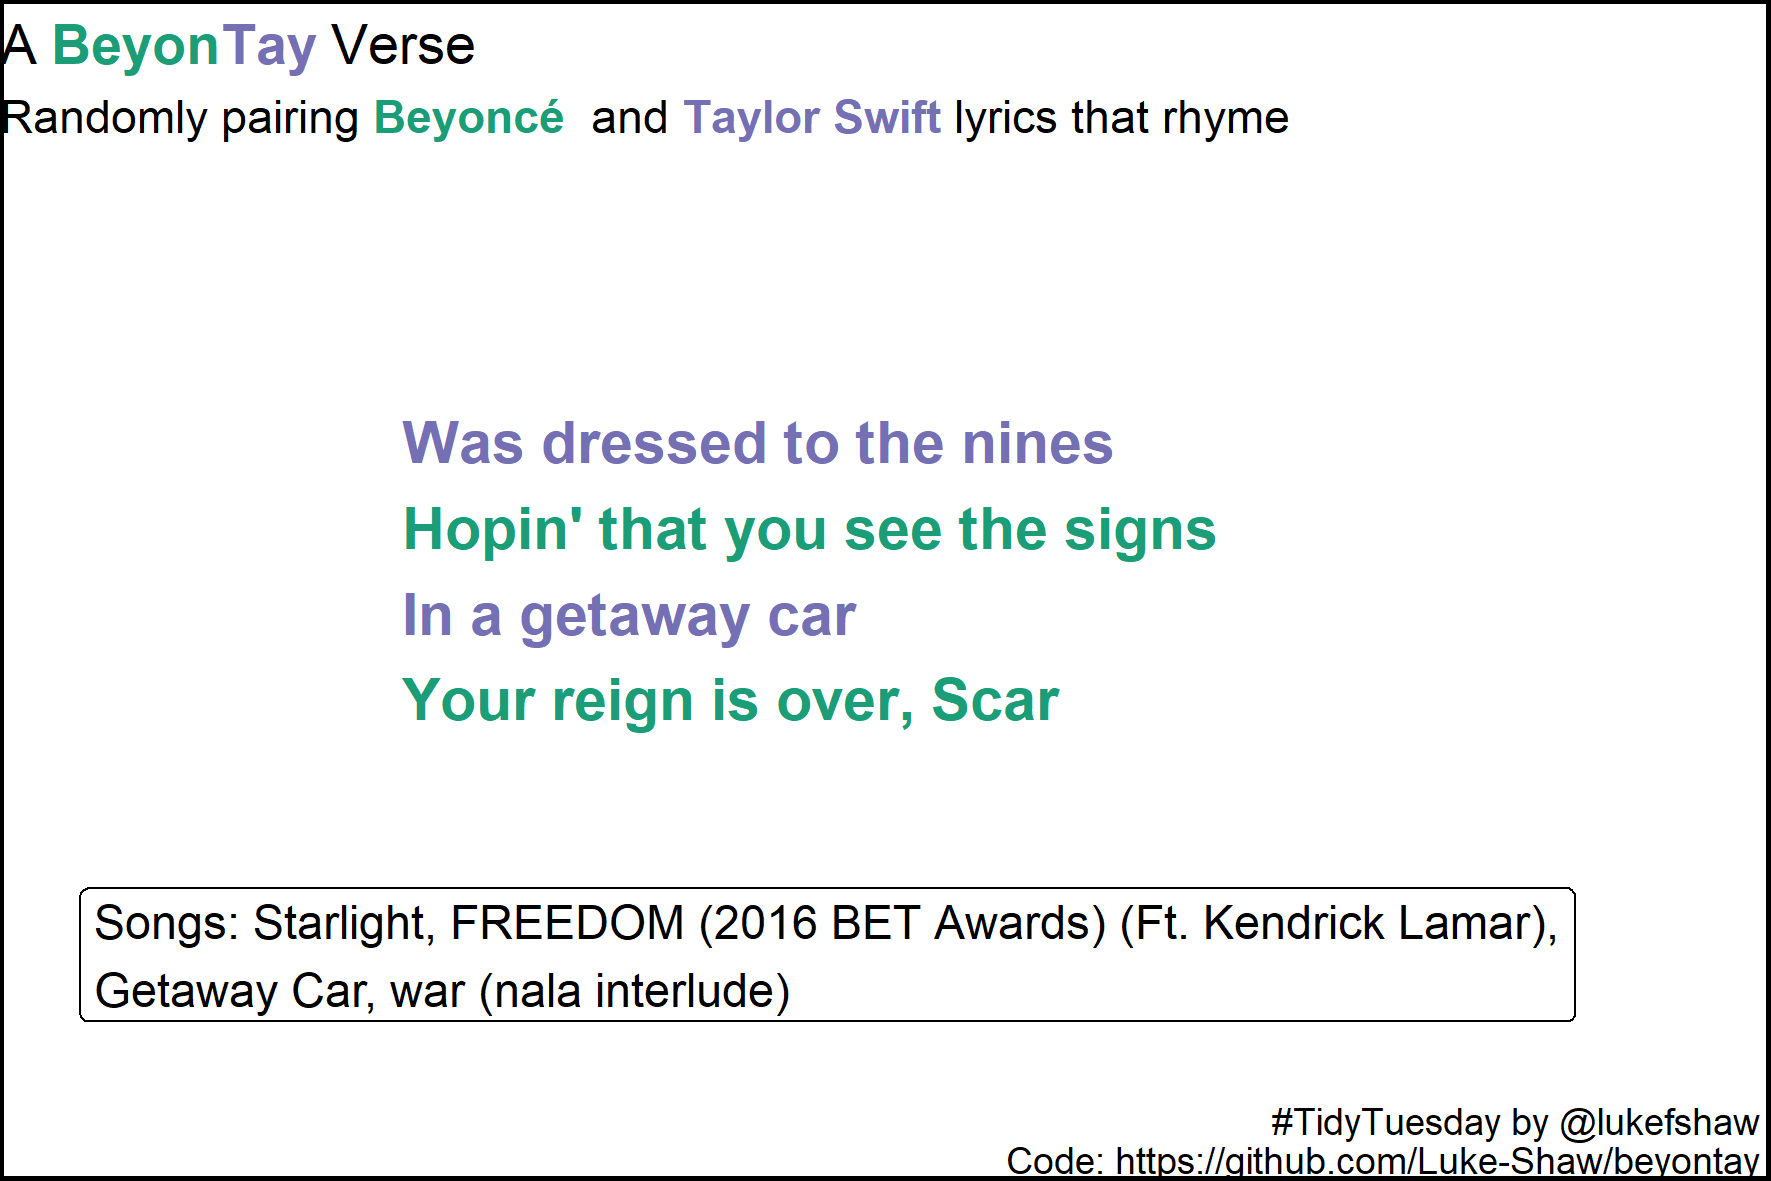 A BeyonTay Verse
Randomly pairing Beyoncé and Taylor Swift lyrics that rhyme
Was dressed to the nines
Hopin' that you see the signs
In a getaway car
Your reign is over, Scar
Songs: Starlight, FREEDOM (2016 BET Awards) (Ft. Kendrick Lamar),
Getaway Car, war (nala interlude)
#TidyTuesday by @lukefshaw
Code: https://github.com/Luke-Shaw/beyontay